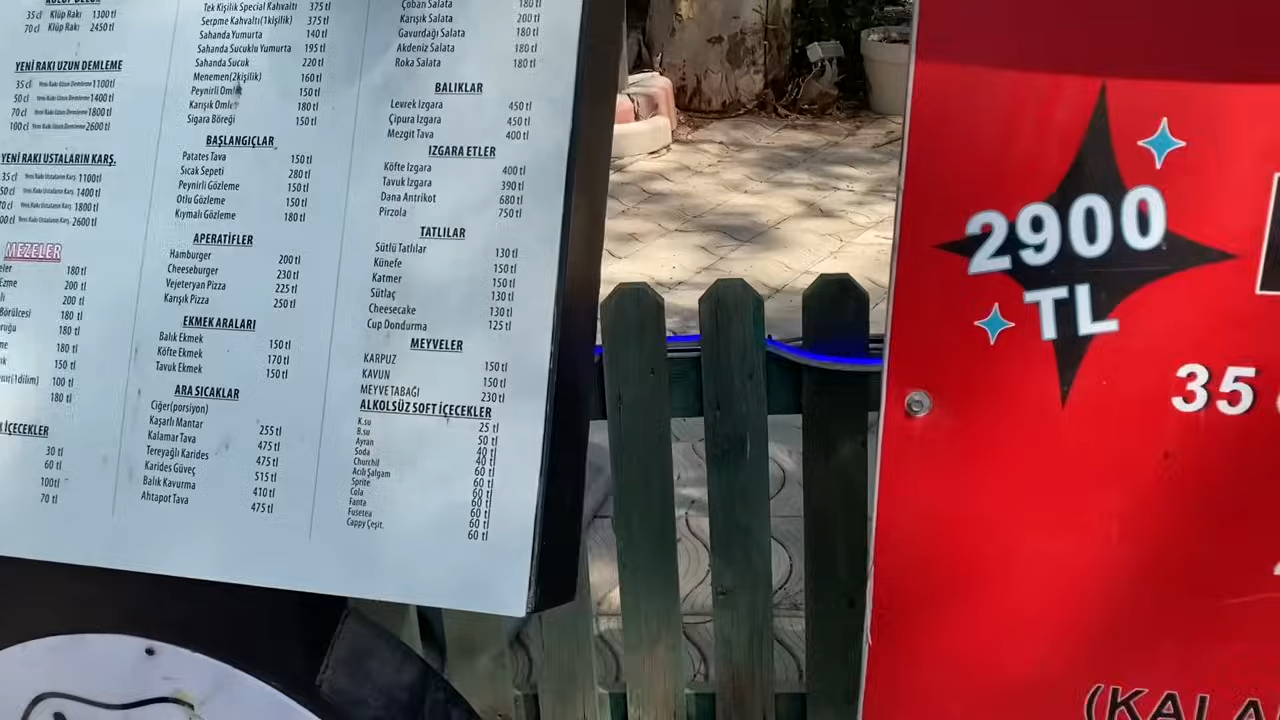 KULÜP DELÜX
35 cl Klüp Rakı 1300 tl
70 cl Klüp Rakı 2450 tl
YENİ RAKI UZUN DEMLEME
35 cl Yeni Rakı Uzun Demleme 1100 tl
50 cl Yeni Rakı Uzun Demleme 1400 tl
70 cl Yeni Rakı Uzun Demleme 1800 tl
100 cl Yeni Rakı Uzun Demleme 2600 tl
YENİ RAKI USTALARIN KARŞ.
35 cl Yeni Rakı Ustaların Karş. 1100 tl
50 cl Yeni Rakı Ustaların Karş. 1400 tl
70 cl Yeni Rakı Ustaların Karş. 1800 tl
00 cl Yeni Rakı Ustaların Karş. 2600 tl
MEZELER
eler 180 tl
Ezme 200 tl
li 200 tl
Börülcesi 180 tl
ruğu 180 tl
me 180 tl
ık 150 tl
(1dilim) 100 tl
180 tl
İÇECEKLER
30 tl
60 tl
100 tl
70 tl
Tek Kişilik Special Kahvaltı 375 tl
Serpme Kahvaltı(1kişilik) 375 tl
Sahanda Yumurta 140 tl
Sahanda Sucuklu Yumurta 195 tl
Sahanda Sucuk 220 tl
Menemen(2kişilik) 160 tl
Peynirli Omlet 150 tl
Karışık Omlet 180 tl
Sigara Böreği 150 tl
BAŞLANGIÇLAR
Patates Tava 150 tl
Sıcak Sepeti 280 tl
Peynirli Gözleme 150 tl
Otlu Gözleme 150 tl
Kıymalı Gözleme 180 tl
APERATİFLER
Hamburger 200 tl
Cheeseburger 230 tl
Vejeteryan Pizza 225 tl
Karışık Pizza 250 tl
EKMEK ARALARI
Balık Ekmek 150 tl
Köfte Ekmek 170 tl
Tavuk Ekmek 150 tl
ARA SICAKLAR
Ciğer(porsiyon)
Kaşarlı Mantar 255 tl
Kalamar Tava 475 tl
Tereyağlı Karides 475 tl
Karides Güveç 515 tl
Balık Kavurma 410 tl
Ahtapot Tava 475 tl
Çoban Salata 180 tl
Karışık Salata 200 tl
Gavurdağı Salata 180 tl
Akdeniz Salata 180 tl
Roka Salata 180 tl
BALIKLAR
Levrek Izgara 450 tl
Çipura Izgara 450 tl
Mezgit Tava 400 tl
IZGARA ETLER
Köfte Izgara 400 tl
Tavuk Izgara 390 tl
Dana Antrikot 680 tl
Pirzola 750 tl
TATLILAR
Sütlü Tatlılar 130 tl
Künefe 150 tl
Katmer 150 tl
Sütlaç 130 tl
Cheesecake 130 tl
Cup Dondurma 125 tl
MEYVELER
KARPUZ 150 tl
KAVUN 150 tl
MEYVE TABAĞI 230 tl
ALKOLSÜZ SOFT İÇECEKLER
K.su 25 tl
B.su 50 tl
Ayran 40 tl
Soda 40 tl
Churchil 60 tl
Acılı Şalgam 60 tl
Sprite 60 tl
Cola 60 tl
Fanta 60 tl
Fusetea 60 tl
Cappy Çeşit. 60 tl
2900
TL
35
(KALA